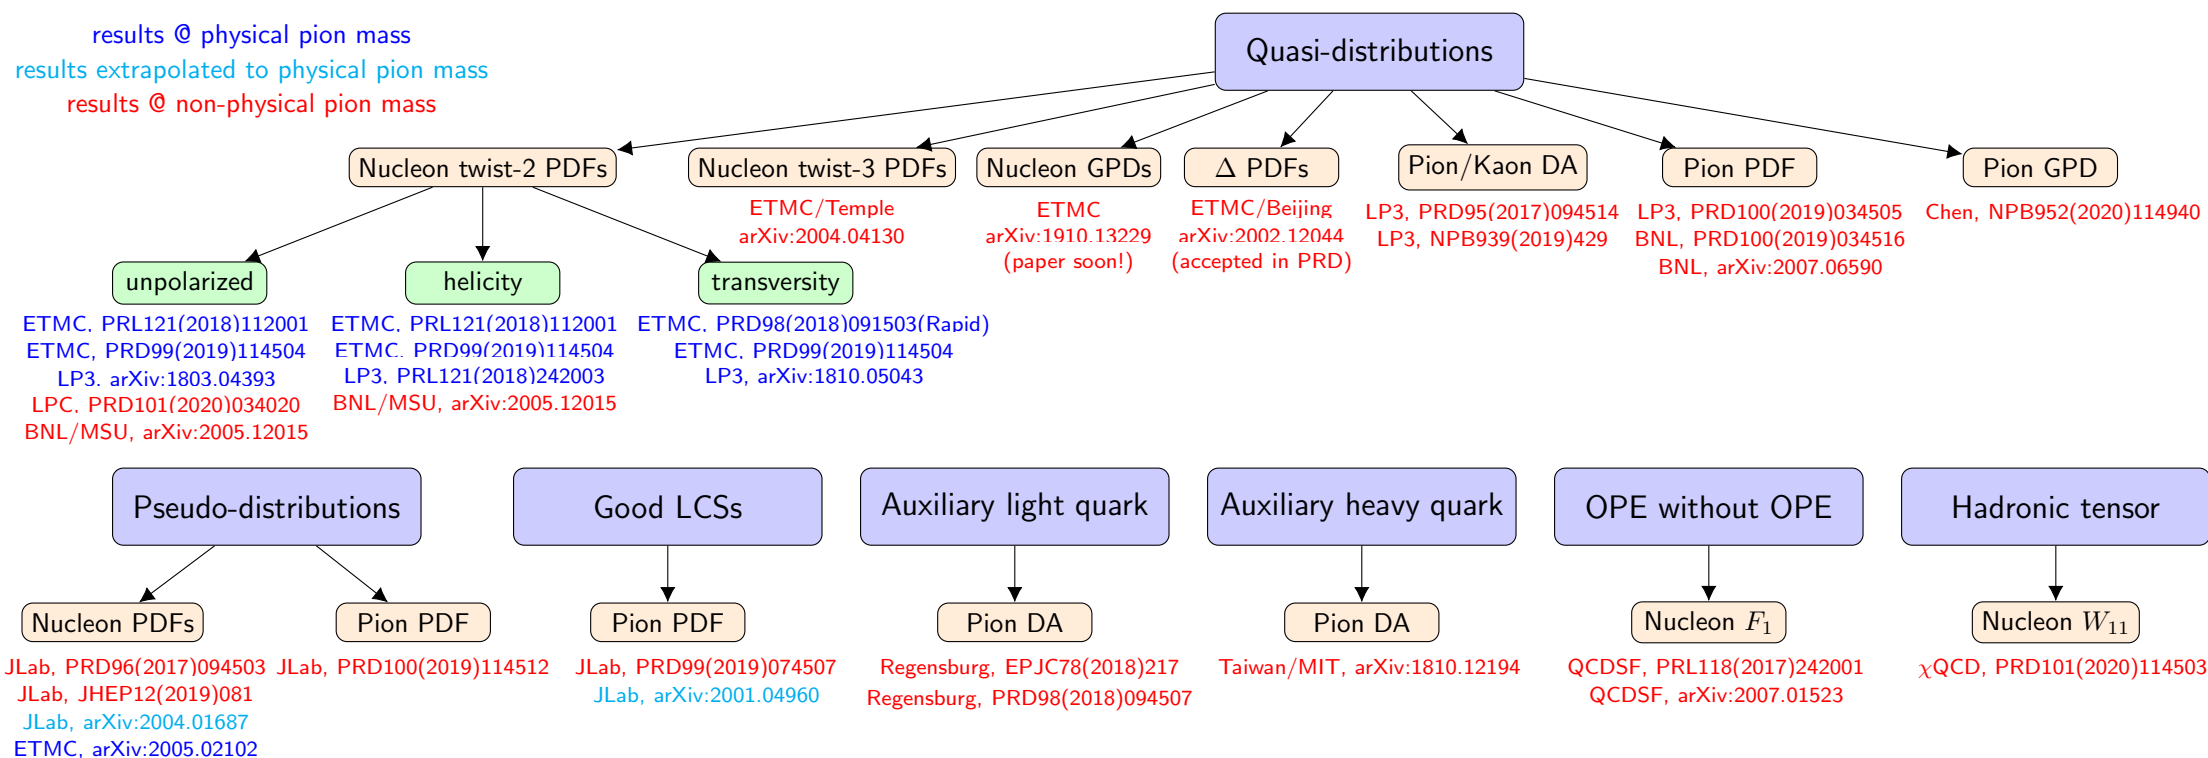 results @ physical pion mass
results extrapolated to physical pion mass
results @ non-physical pion mass
Quasi-distributions
Nucleon twist-2 PDFs
Nucleon twist-3 PDFs
ETMC/Temple
arXiv:2004.04130
Nucleon GPDs
ETMC
arXiv:1910.13229
(paper soon!)
Δ PDFs
ETMC/Beijing
arXiv:2002.12044
(accepted in PRD)
Pion/Kaon DA
LP3, PRD95(2017)094514
LP3, NPB939(2019)429
Pion PDF
LP3, PRD100(2019)034505
BNL, PRD100(2019)034516
BNL, arXiv:2007.06590
Pion GPD
Chen, NPB952(2020)114940
unpolarized
ETMC, PRL121(2018)112001
ETMC, PRD99(2019)114504
LP3, arXiv:1803.04393
LPC, PRD101(2020)034020
BNL/MSU, arXiv:2005.12015
helicity
ETMC, PRL121(2018)112001
ETMC, PRD99(2019)114504
LP3, PRL121(2018)242003
BNL/MSU, arXiv:2005.12015
transversity
ETMC, PRD98(2018)091503(Rapid)
ETMC, PRD99(2019)114504
LP3, arXiv:1810.05043
Pseudo-distributions
Nucleon PDFs
JLab, PRD96(2017)094503
JLab, JHEP12(2019)081
JLab, arXiv:2004.01687
ETMC, arXiv:2005.02102
Pion PDF
JLab, PRD100(2019)114512
Good LCSs
Pion PDF
JLab, PRD99(2019)074507
JLab, arXiv:2001.04960
Auxiliary light quark
Pion DA
Regensburg, EPJC78(2018)217
Regensburg, PRD98(2018)094507
Auxiliary heavy quark
Pion DA
Taiwan/MIT, arXiv:1810.12194
OPE without OPE
Nucleon F₁
QCDSF, PRL118(2017)242001
QCDSF, arXiv:2007.01523
Hadronic tensor
Nucleon W₁₁
χQCD, PRD101(2020)114503